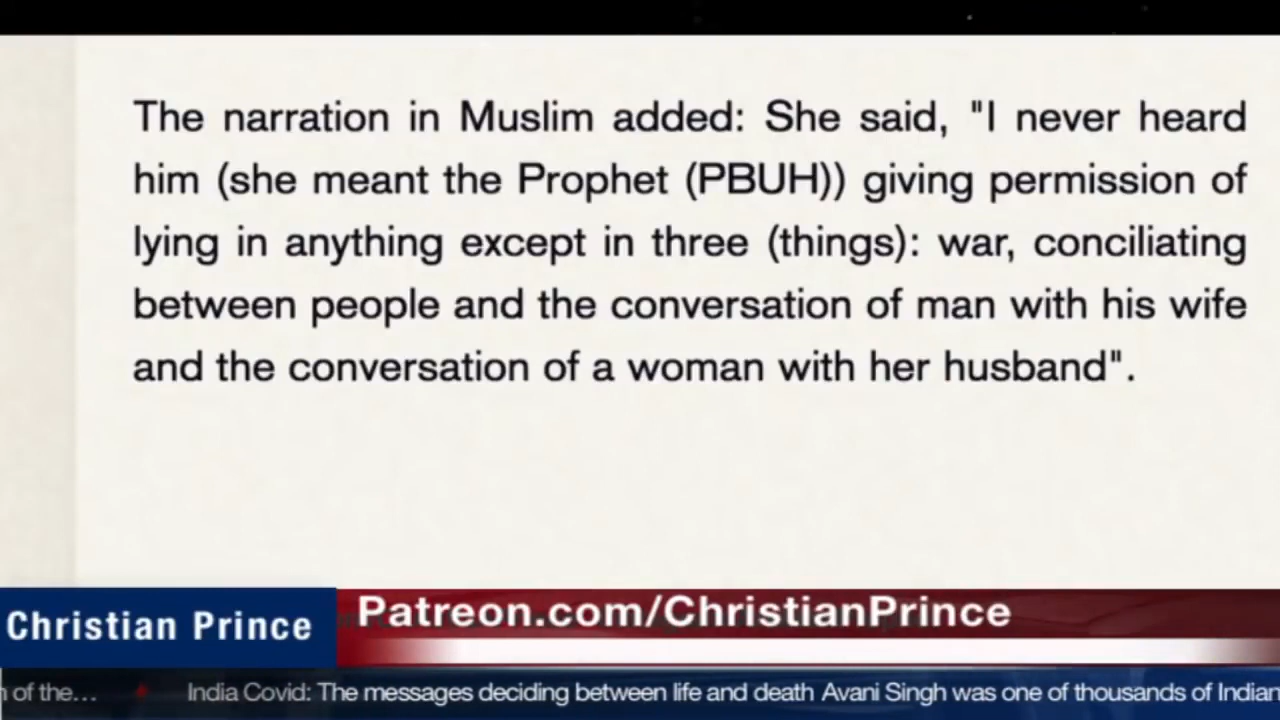 The narration in Muslim added: She said, "I never heard
him (she meant the Prophet (PBUH)) giving permission of
lying in anything except in three (things): war, conciliating
between people and the conversation of man with his wife
and the conversation of a woman with her husband".
Christian Prince
Patreon.com/ChristianPrince
of the...
India Covid: The messages deciding between life and death Avani Singh was one of thousands of Indian